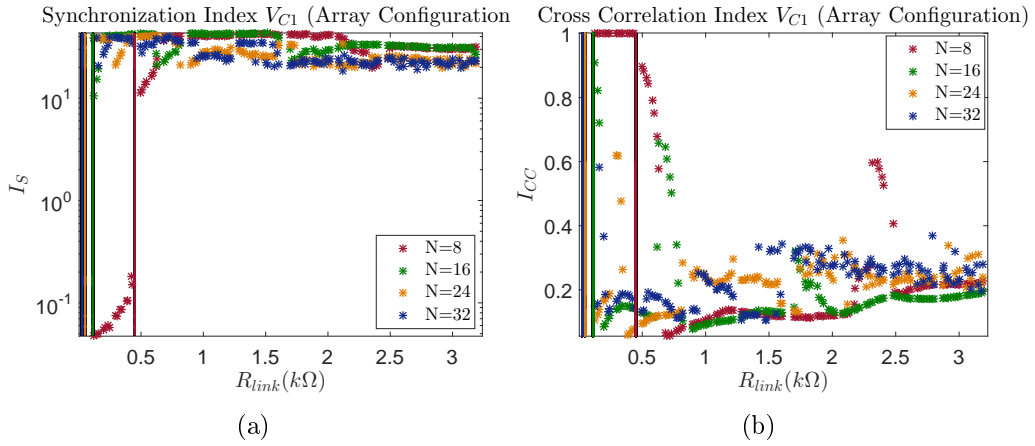 Synchronization Index V_{C1} (Array Configuration
I_S
10^1
10^0
10^{-1}
0.5 1 1.5 2 2.5 3
R_{link}(kΩ)
N=8
N=16
N=24
N=32
(a)
Cross Correlation Index V_{C1} (Array Configuration)
I_{CC}
1
0.8
0.6
0.4
0.2
0.5 1 1.5 2 2.5 3
R_{link}(kΩ)
N=8
N=16
N=24
N=32
(b)